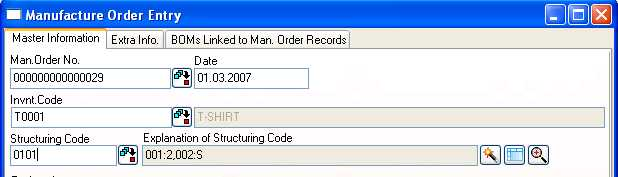 Manufacture Order Entry
Master Information Extra Info. BOMs Linked to Man. Order Records
Man.Order No. Date
000000000000029 01.03.2007
Invnt.Code
T0001 T-SHIRT
Structuring Code Explanation of Structuring Code
0101 001:2,002:S